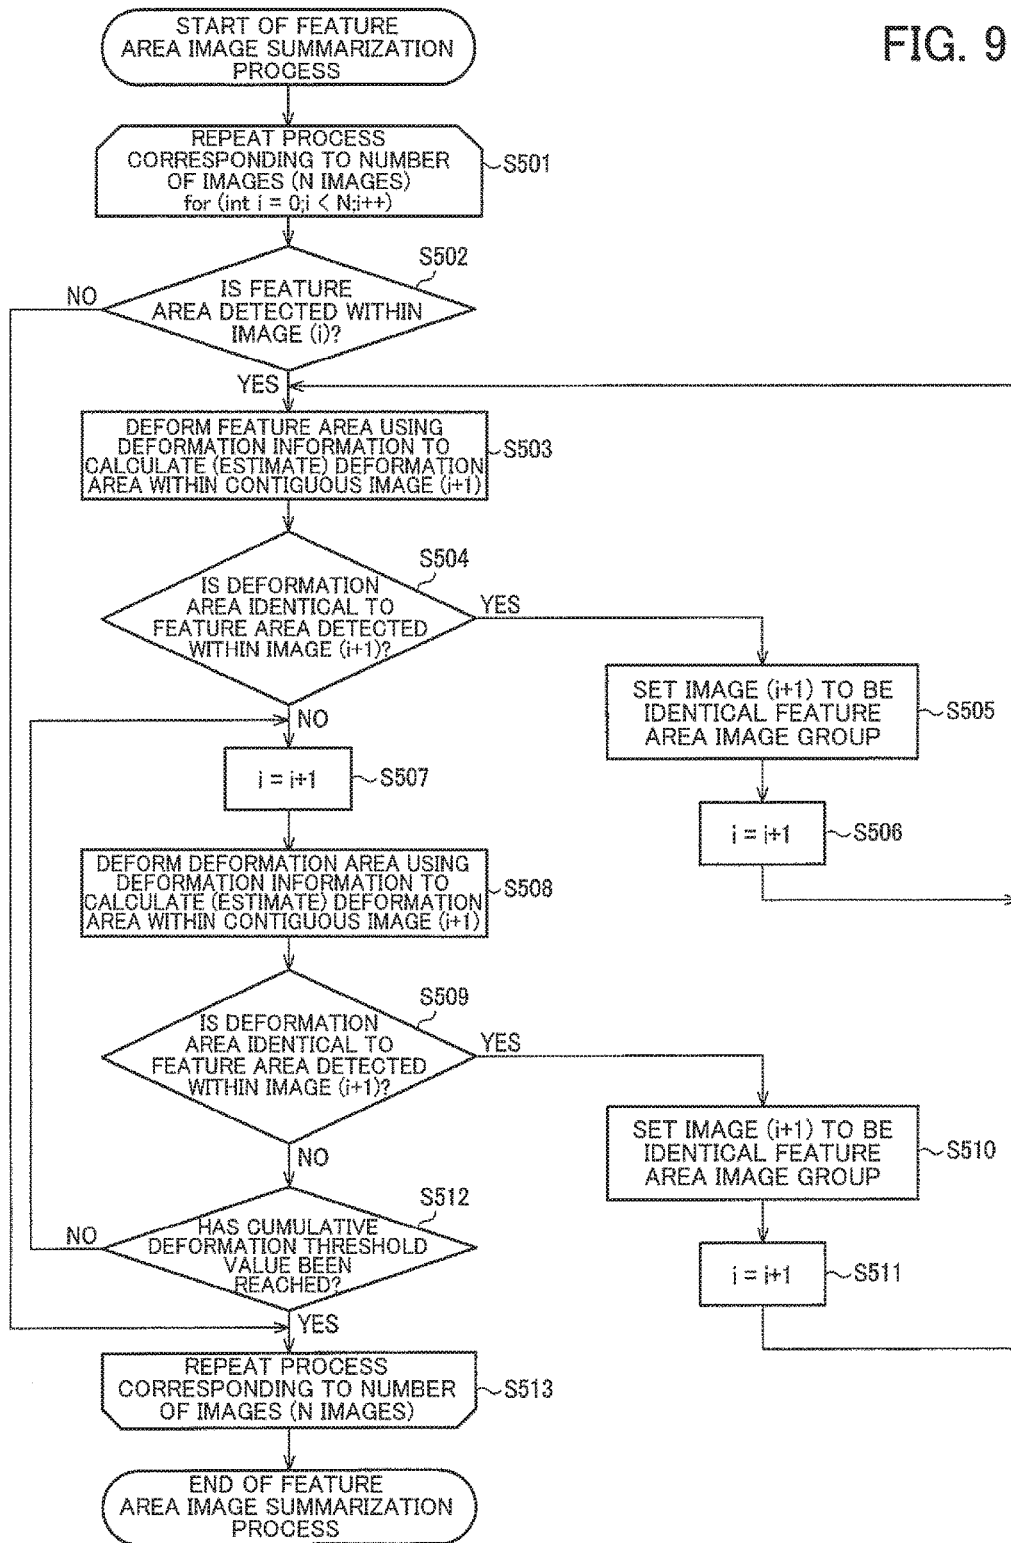 FIG. 9
START OF FEATURE
AREA IMAGE SUMMARIZATION
PROCESS
REPEAT PROCESS
CORRESPONDING TO NUMBER
OF IMAGES (N IMAGES)
for (int i = 0;i < N;i++)
S501
S502
NO
IS FEATURE
AREA DETECTED WITHIN
IMAGE (i)?
YES
DEFORM FEATURE AREA USING
DEFORMATION INFORMATION TO
CALCULATE (ESTIMATE) DEFORMATION
AREA WITHIN CONTIGUOUS IMAGE (i+1)
S503
S504
IS DEFORMATION
AREA IDENTICAL TO
FEATURE AREA DETECTED
WITHIN IMAGE (i+1)?
YES
NO
SET IMAGE (i+1) TO BE
IDENTICAL FEATURE
AREA IMAGE GROUP
S505
i = i+1
S507
i = i+1
S506
DEFORM DEFORMATION AREA USING
DEFORMATION INFORMATION TO
CALCULATE (ESTIMATE) DEFORMATION
AREA WITHIN CONTIGUOUS IMAGE (i+1)
S508
S509
IS DEFORMATION
AREA IDENTICAL TO
FEATURE AREA DETECTED
WITHIN IMAGE (i+1)?
YES
NO
SET IMAGE (i+1) TO BE
IDENTICAL FEATURE
AREA IMAGE GROUP
S510
S512
NO
HAS CUMULATIVE
DEFORMATION THRESHOLD
VALUE BEEN
REACHED?
i = i+1
S511
YES
REPEAT PROCESS
CORRESPONDING TO NUMBER
OF IMAGES (N IMAGES)
S513
END OF FEATURE
AREA IMAGE SUMMARIZATION
PROCESS